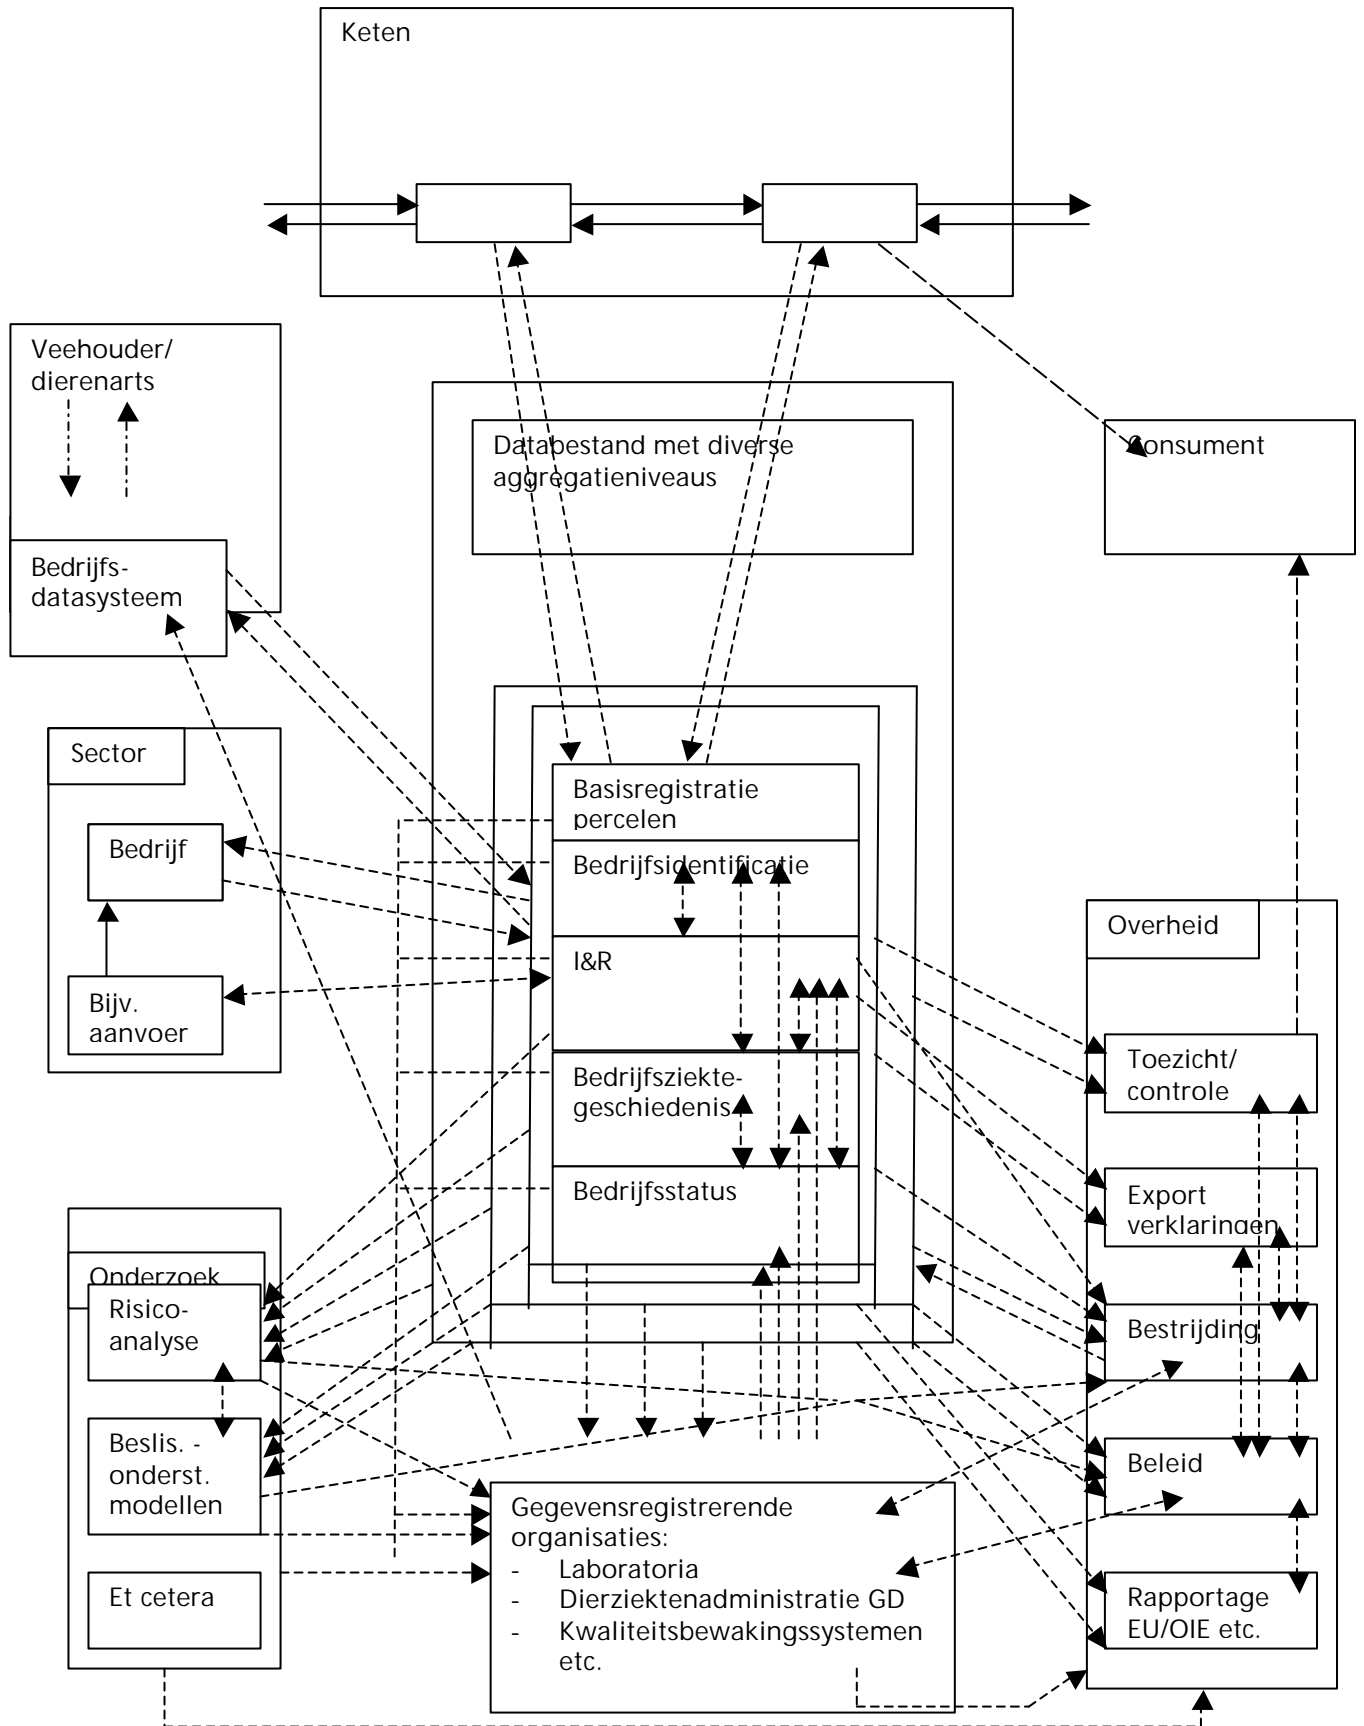 Keten
Veehouder/
dierenarts
Databestand met diverse
aggregatieniveaus
Consument
Bedrijfs-
datasysteem
Sector
Bedrijf
Bijv.
aanvoer
Basisregistratie
percelen
Bedrijfsidentificatie
I&R
Bedrijfsziekte-
geschiedenis
Bedrijfsstatus
Overheid
Toezicht/
controle
Export
verklaringen
Bestrijding
Beleid
Rapportage
EU/OIE etc.
Onderzoek
Risico-
analyse
Beslis. -
onderst.
modellen
Et cetera
Gegevensregistrerende
organisaties:
- Laboratoria
- Dierziektenadministratie GD
- Kwaliteitsbewakingssystemen
etc.